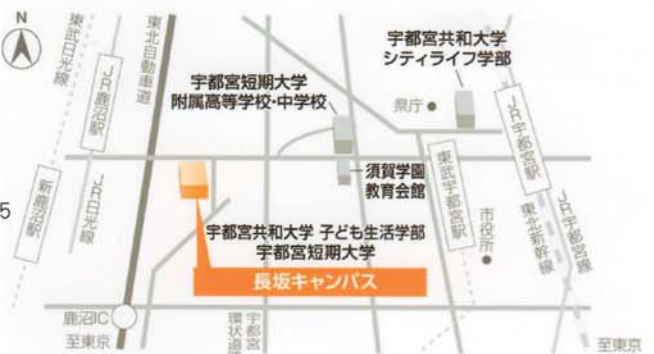 N
東武日光線
JR鹿沼駅
東北自動車道
新鹿沼駅
JR日光線
宇都宮短期大学
附属高等学校・中学校
宇都宮共和大学
シティライフ学部
県庁
JR宇都宮駅
須賀学園
教育会館
東武宇都宮駅
市役所
東北新幹線
JR宇都宮線
5
宇都宮共和大学 子ども生活学部
宇都宮短期大学
長坂キャンパス
鹿沼IC
至東京
宇都宮
環状道
至東京